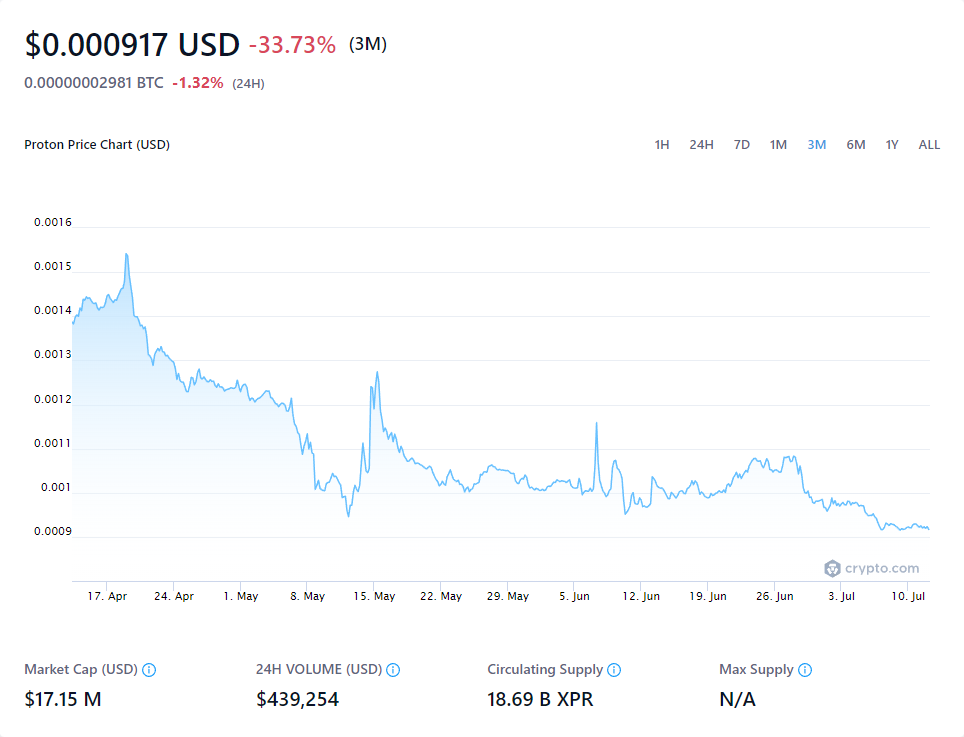 $0.000917 USD -33.73% (3M)
0.00000002981 BTC -1.32% (24H)
Proton Price Chart (USD) 1H 24H 7D 1M 3M 6M 1Y ALL
0.0016
0.0015
0.0014
0.0013
0.0012
0.0011
0.001
0.0009
crypto.com
17. Apr 24. Apr 1. May 8. May 15. May 22. May 29. May 5. Jun 12. Jun 19. Jun 26. Jun 3. Jul 10. Jul
Market Cap (USD) 24H VOLUME (USD) Circulating Supply Max Supply
$17.15 M $439,254 18.69 B XPR N/A